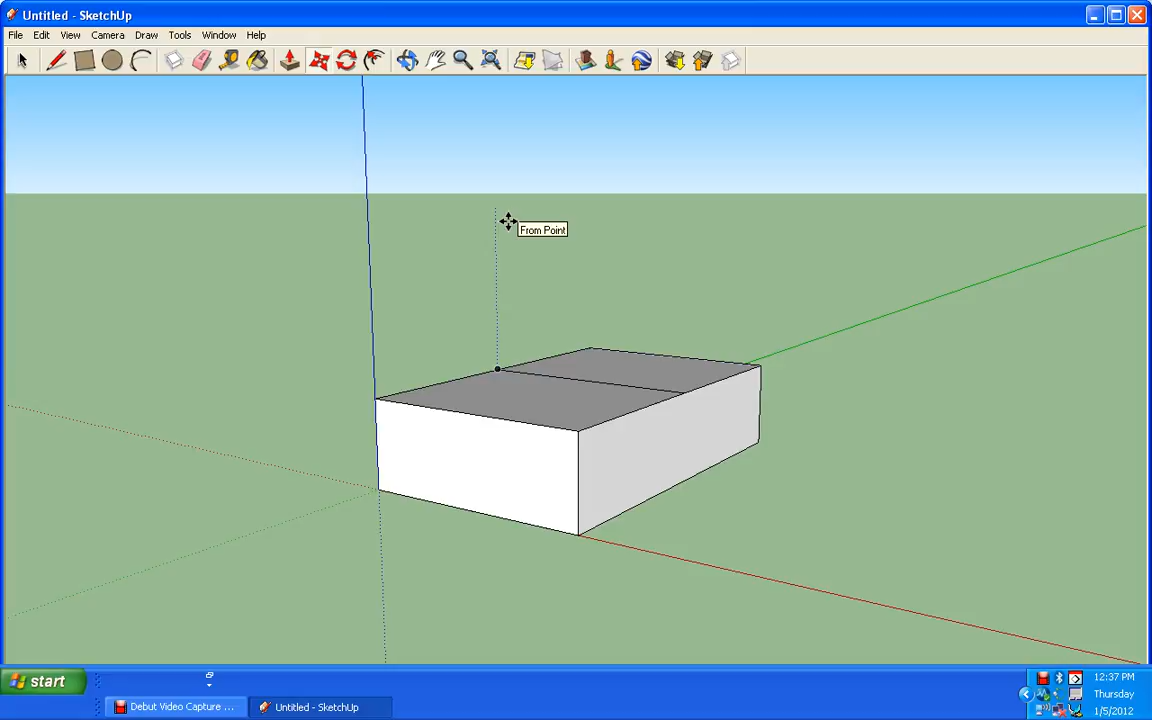 Untitled - SketchUp
File Edit View Camera Draw Tools Window Help
From Point
start
12:37 PM
Thursday
Debut Video Capture ...
Untitled - SketchUp
1/5/2012